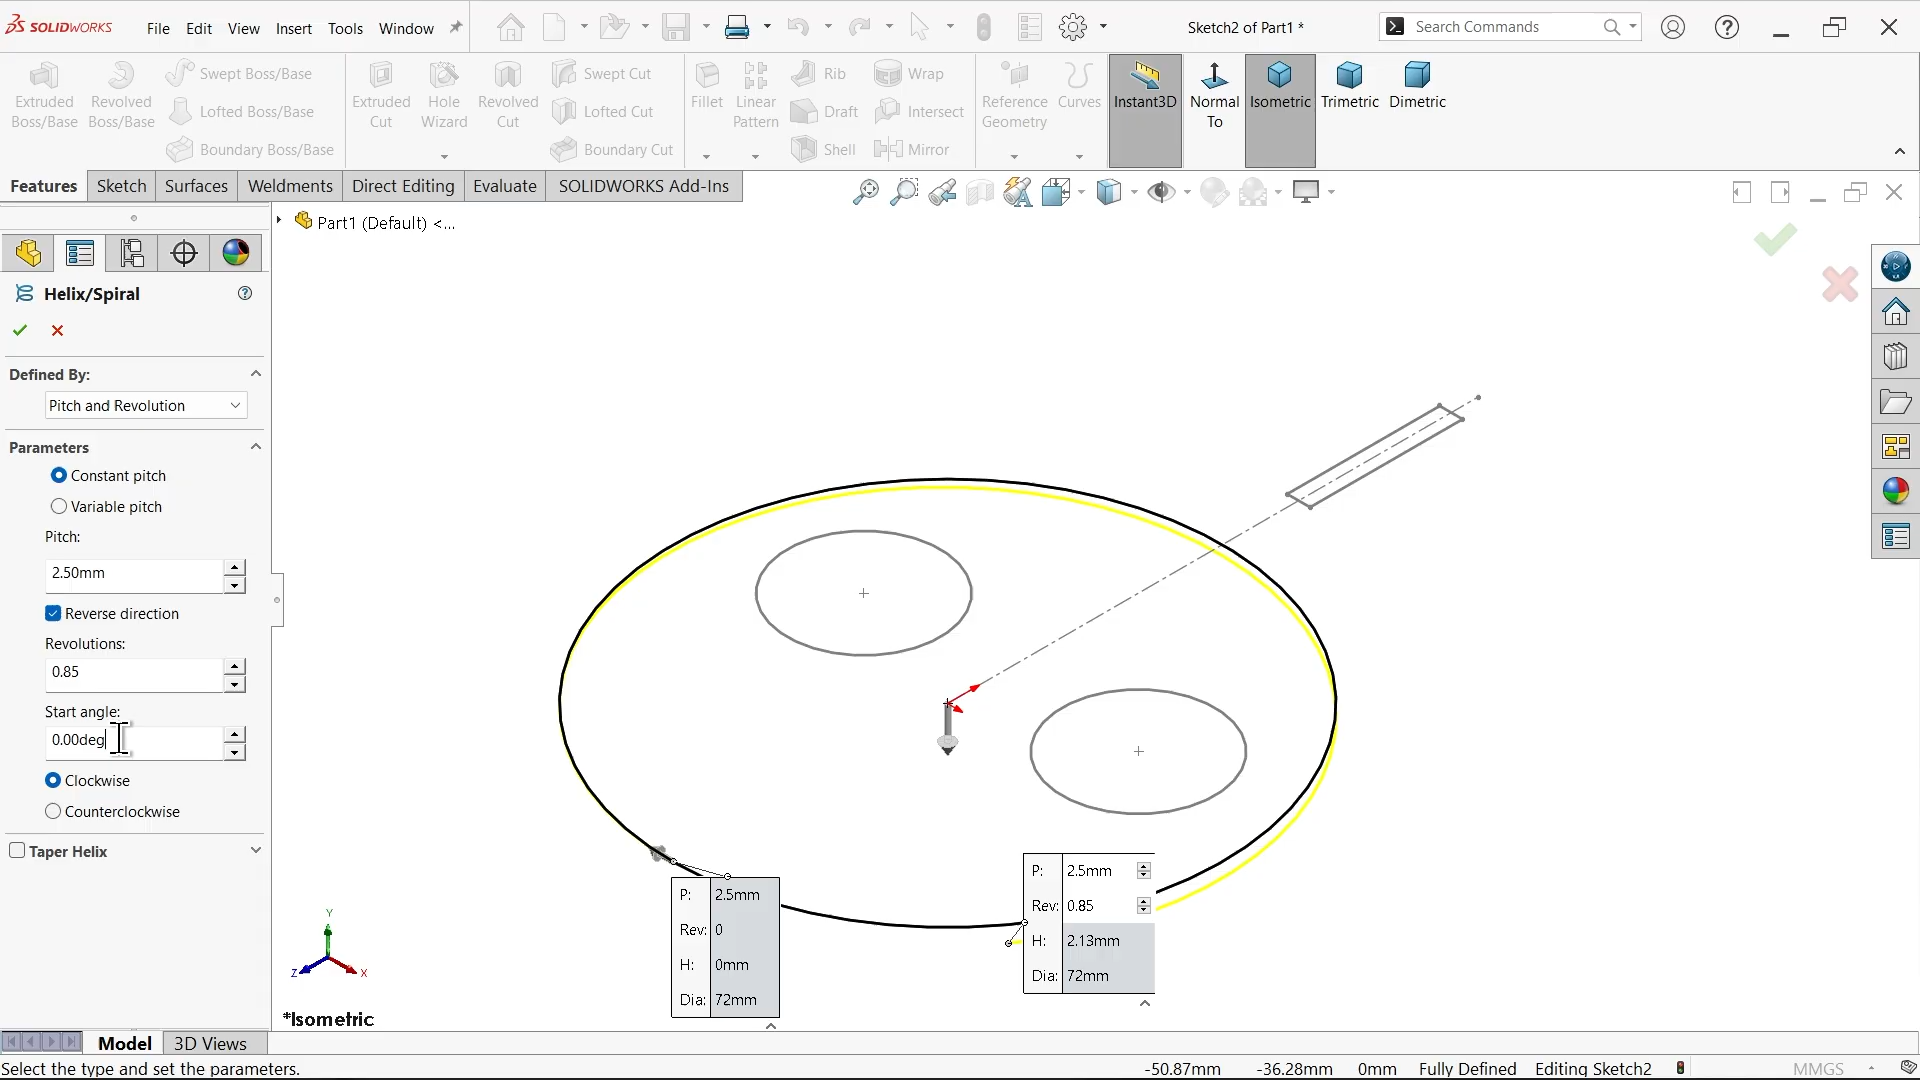 SOLIDWORKS File Edit View Insert Tools Window Sketch2 of Part1 * Search Commands
Extruded Boss/Base
Revolved Boss/Base
Swept Boss/Base
Lofted Boss/Base
Boundary Boss/Base
Extruded Cut
Hole Wizard
Revolved Cut
Swept Cut
Lofted Cut
Boundary Cut
Fillet
Linear Pattern
Rib
Draft
Shell
Wrap
Intersect
Mirror
Reference Geometry
Curves
Instant3D
Normal To
Isometric
Trimetric
Dimetric
Features Sketch Surfaces Weldments Direct Editing Evaluate SOLIDWORKS Add-Ins
Part1 (Default) <...
Helix/Spiral
Defined By:
Pitch and Revolution
Parameters
Constant pitch
Variable pitch
Pitch:
2.50mm
Reverse direction
Revolutions:
0.85
Start angle:
0.00deg
Clockwise
Counterclockwise
Taper Helix
P: 2.5mm
Rev: 0
H: 0mm
Dia: 72mm
P: 2.5mm
Rev: 0.85
H: 2.13mm
Dia: 72mm
Y
Z X
*Isometric
Model 3D Views
Select the type and set the parameters. -50.87mm -36.28mm 0mm Fully Defined Editing Sketch2 MMGS